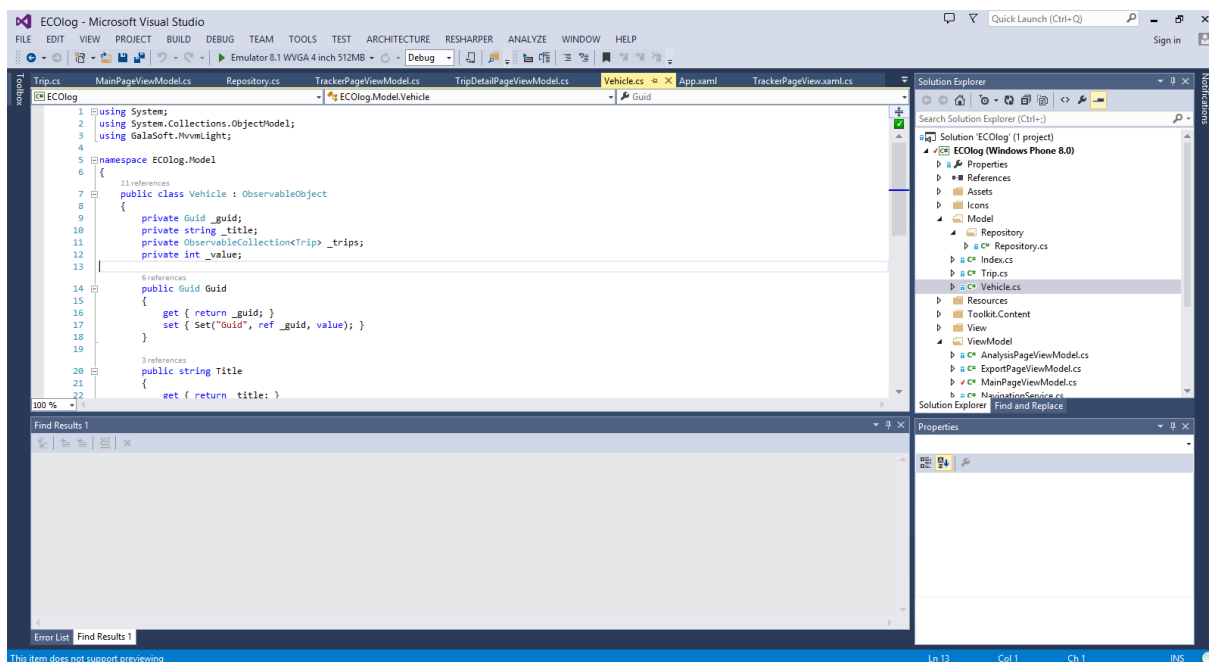 ECOlog - Microsoft Visual Studio
Quick Launch (Ctrl+Q)
FILE EDIT VIEW PROJECT BUILD DEBUG TEAM TOOLS TEST ARCHITECTURE RESHARPER ANALYZE WINDOW HELP
Sign in
Emulator 8.1 WVGA 4 inch 512MB
Debug
Toolbox
Trip.cs MainPageViewModel.cs Repository.cs TrackerPageViewModel.cs TripDetailPageViewModel.cs Vehicle.cs App.xaml TrackerPageView.xaml.cs
ECOlog ECOlog.Model.Vehicle Guid
1 using System;
2 using System.Collections.ObjectModel;
3 using GalaSoft.MvvmLight;
4
5 namespace ECOlog.Model
6 {
11 references
7 public class Vehicle : ObservableObject
8 {
9 private Guid _guid;
10 private string _title;
11 private ObservableCollection<Trip> _trips;
12 private int _value;
13
6 references
14 public Guid Guid
15 {
16 get { return _guid; }
17 set { Set("Guid", ref _guid, value); }
18 }
19
3 references
20 public string Title
21 {
22 get { return _title; }
100 %
Find Results 1
Error List Find Results 1
Solution Explorer
Search Solution Explorer (Ctrl+;)
Solution 'ECOlog' (1 project)
ECOlog (Windows Phone 8.0)
Properties
References
Assets
Icons
Model
Repository
C# Repository.cs
C# Index.cs
C# Trip.cs
C# Vehicle.cs
Resources
Toolkit.Content
View
ViewModel
C# AnalysisPageViewModel.cs
C# ExportPageViewModel.cs
C# MainPageViewModel.cs
C# NavigationService.cs
Solution Explorer Find and Replace
Properties
Notifications
This item does not support previewing
Ln 13 Col 1 Ch 1 INS